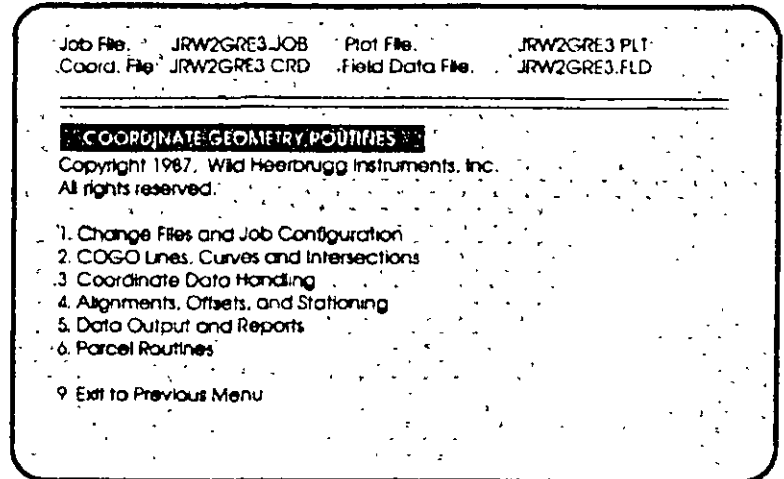 Job File. JRW2GRE3.JOB Plot File. JRW2GRE3 PLT
Coord. File JRW2GRE3 CRD Field Data File. JRW2GRE3.FLD
COORDINATE GEOMETRY ROUTINES
Copyright 1987, Wild Heerbrugg Instruments, Inc.
All rights reserved.
1. Change Files and Job Configuration
2. COGO Lines, Curves and Intersections
3 Coordinate Data Handling
4. Alignments, Offsets, and Stationing
5. Data Output and Reports
6. Parcel Routines
9 Exit to Previous Menu